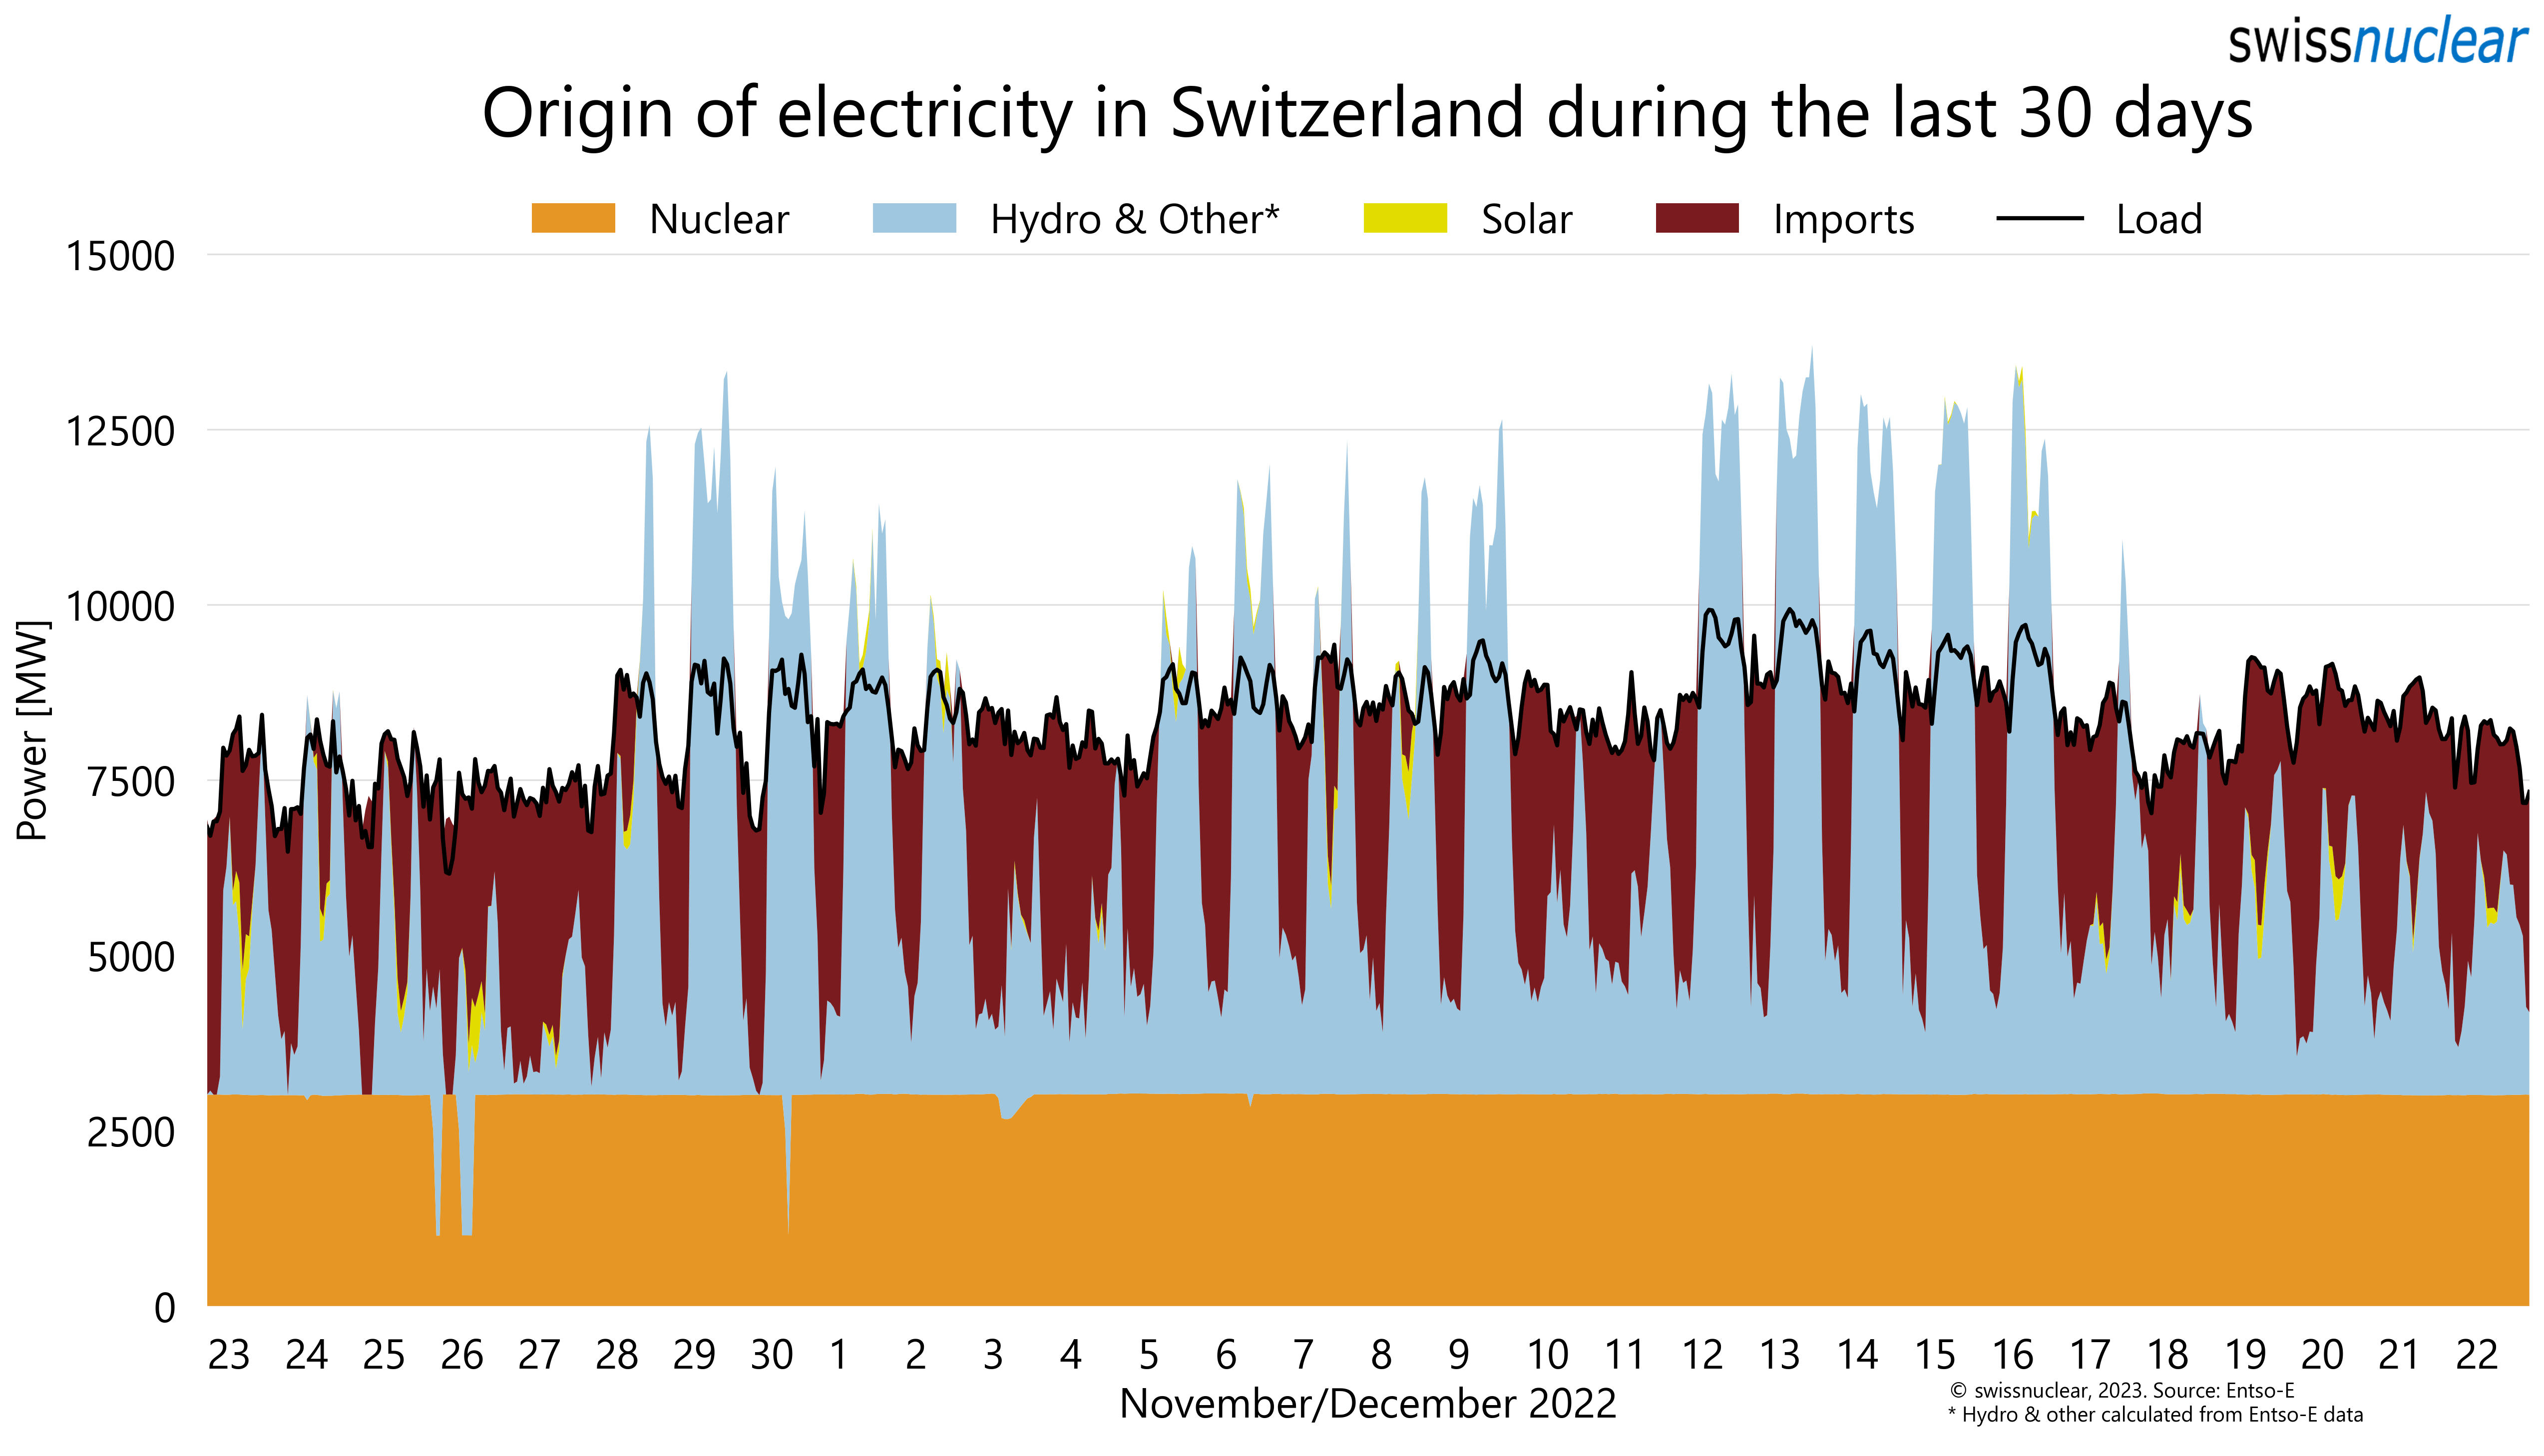 swissnuclear
Origin of electricity in Switzerland during the last 30 days
Nuclear Hydro & Other* Solar Imports Load
15000
12500
10000
7500
5000
2500
0
Power [MW]
23 24 25 26 27 28 29 30 1 2 3 4 5 6 7 8 9 10 11 12 13 14 15 16 17 18 19 20 21 22
November/December 2022
© swissnuclear, 2023. Source: Entso-E
* Hydro & other calculated from Entso-E data